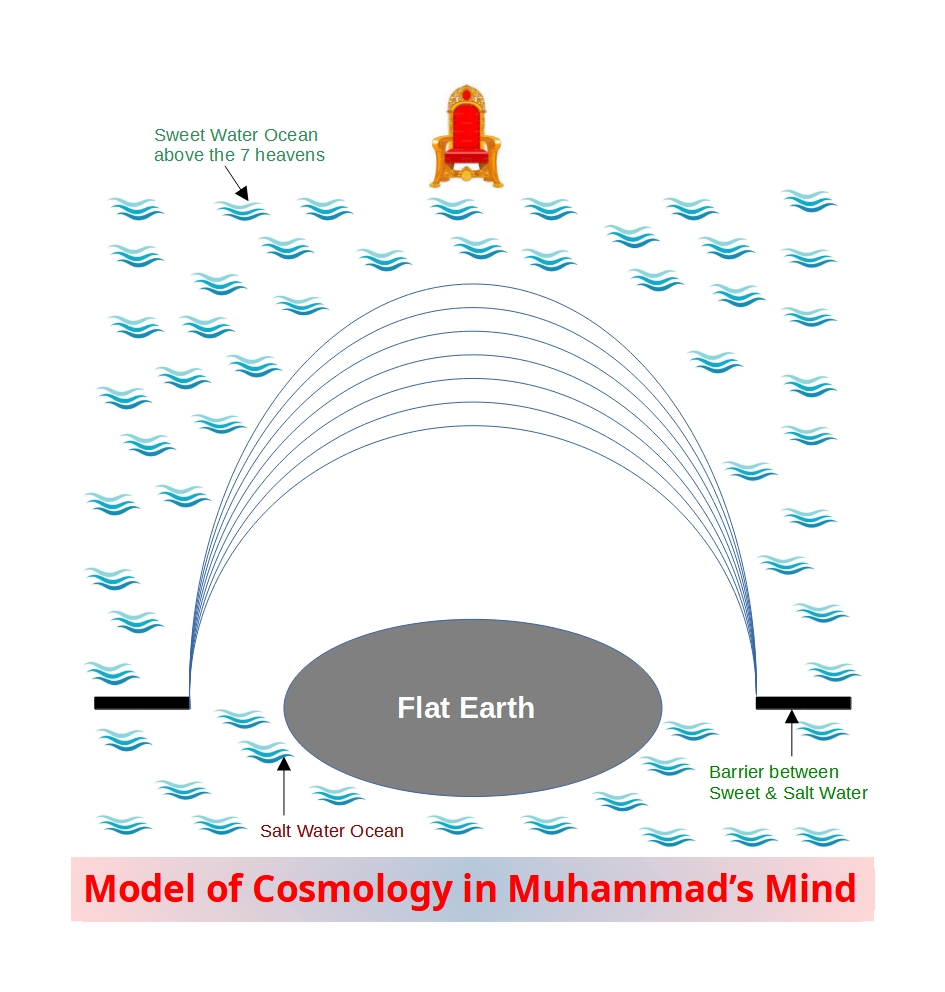 Sweet Water Ocean
above the 7 heavens
Flat Earth
Barrier between
Sweet & Salt Water
Salt Water Ocean
Model of Cosmology in Muhammad’s Mind